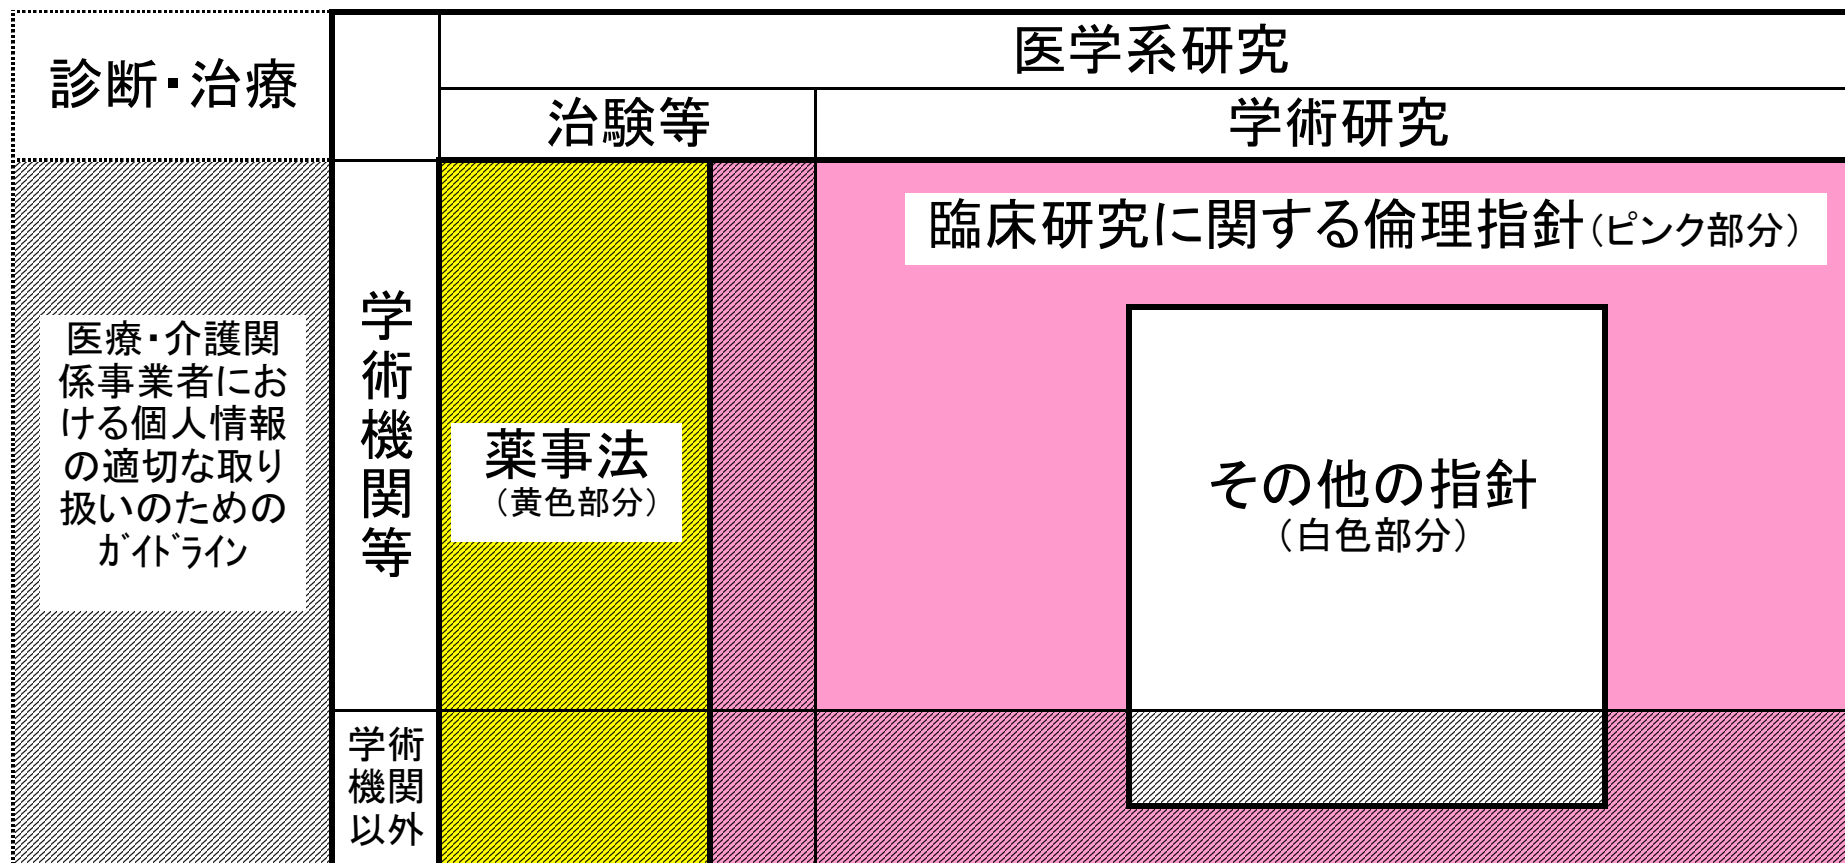 診断・治療
医学系研究
治験等
学術研究
臨床研究に関する倫理指針（ピンク部分）
医療・介護関
係事業者にお
ける個人情報
の適切な取り
扱いのための
ｶﾞｲﾄﾞﾗｲﾝ
学術機関等
薬事法
（黄色部分）
その他の指針
（白色部分）
学術
機関
以外